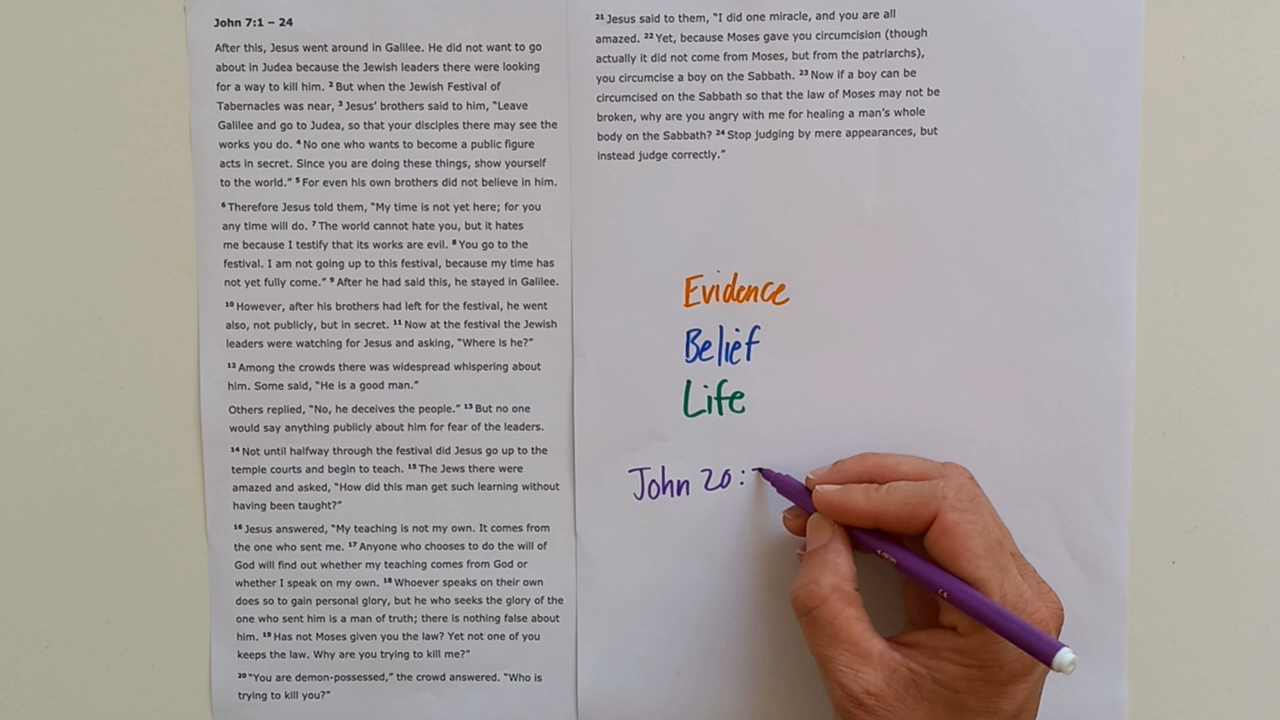 John 7:1 – 24
After this, Jesus went around in Galilee. He did not want to go
about in Judea because the Jewish leaders there were looking
for a way to kill him. 2 But when the Jewish Festival of
Tabernacles was near, 3 Jesus' brothers said to him, "Leave
Galilee and go to Judea, so that your disciples there may see the
works you do. 4 No one who wants to become a public figure
acts in secret. Since you are doing these things, show yourself
to the world." 5 For even his own brothers did not believe in him.
6 Therefore Jesus told them, "My time is not yet here; for you
any time will do. 7 The world cannot hate you, but it hates
me because I testify that its works are evil. 8 You go to the
festival. I am not going up to this festival, because my time has
not yet fully come." 9 After he had said this, he stayed in Galilee.
10 However, after his brothers had left for the festival, he went
also, not publicly, but in secret. 11 Now at the festival the Jewish
leaders were watching for Jesus and asking, "Where is he?"
12 Among the crowds there was widespread whispering about
him. Some said, "He is a good man."
Others replied, "No, he deceives the people." 13 But no one
would say anything publicly about him for fear of the leaders.
14 Not until halfway through the festival did Jesus go up to the
temple courts and begin to teach. 15 The Jews there were
amazed and asked, "How did this man get such learning without
having been taught?"
16 Jesus answered, "My teaching is not my own. It comes from
the one who sent me. 17 Anyone who chooses to do the will of
God will find out whether my teaching comes from God or
whether I speak on my own. 18 Whoever speaks on their own
does so to gain personal glory, but he who seeks the glory of the
one who sent him is a man of truth; there is nothing false about
him. 19 Has not Moses given you the law? Yet not one of you
keeps the law. Why are you trying to kill me?"
20 "You are demon-possessed," the crowd answered. "Who is
trying to kill you?"
21 Jesus said to them, "I did one miracle, and you are all
amazed. 22 Yet, because Moses gave you circumcision (though
actually it did not come from Moses, but from the patriarchs),
you circumcise a boy on the Sabbath. 23 Now if a boy can be
circumcised on the Sabbath so that the law of Moses may not be
broken, why are you angry with me for healing a man's whole
body on the Sabbath? 24 Stop judging by mere appearances, but
instead judge correctly."
Evidence
Belief
Life
John 20: